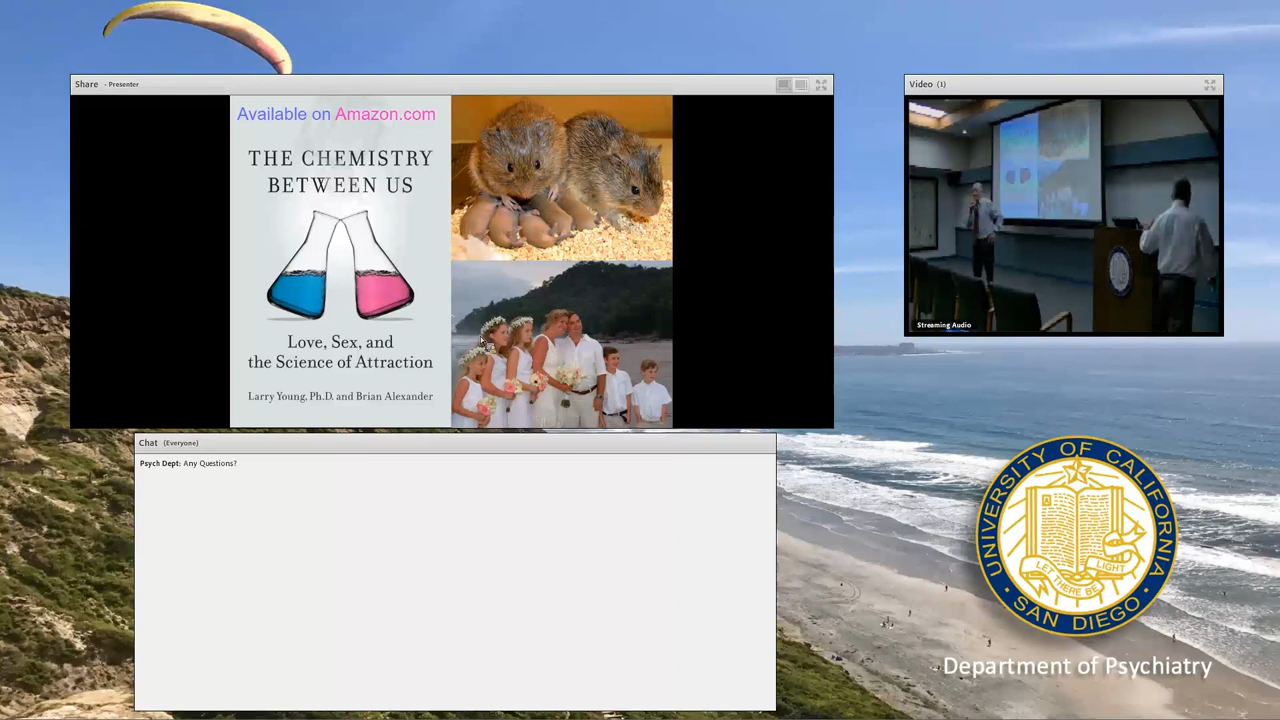 Share - Presenter
Available on Amazon.com
THE CHEMISTRY
BETWEEN US
Love, Sex, and
the Science of Attraction
Larry Young, Ph.D. and Brian Alexander
Video (1)
Streaming Audio
Chat (Everyone)
Psych Dept: Any Questions?
UNIVERSITY OF CALIFORNIA
LET THERE BE LIGHT
SAN DIEGO
Department of Psychiatry